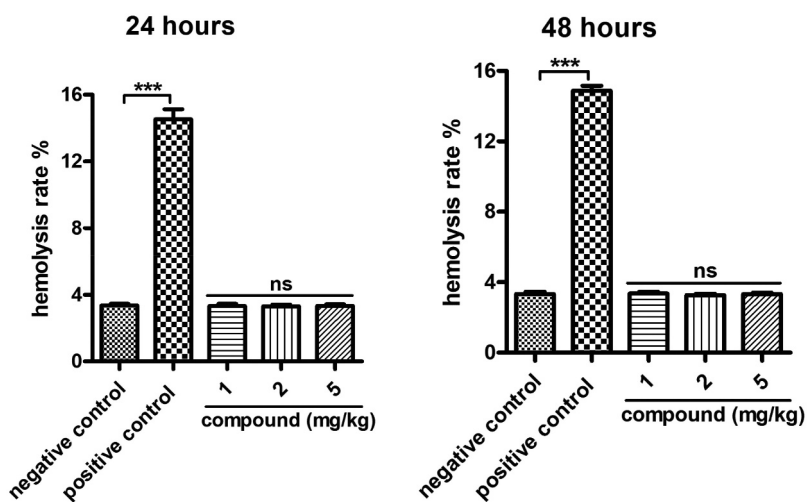 24 hours
hemolysis rate %
16
12
8
4
0
***
ns
negative control
positive control
1
2
5
compound (mg/kg)
48 hours
hemolysis rate %
16
12
8
4
0
***
ns
negative control
positive control
1
2
5
compound (mg/kg)